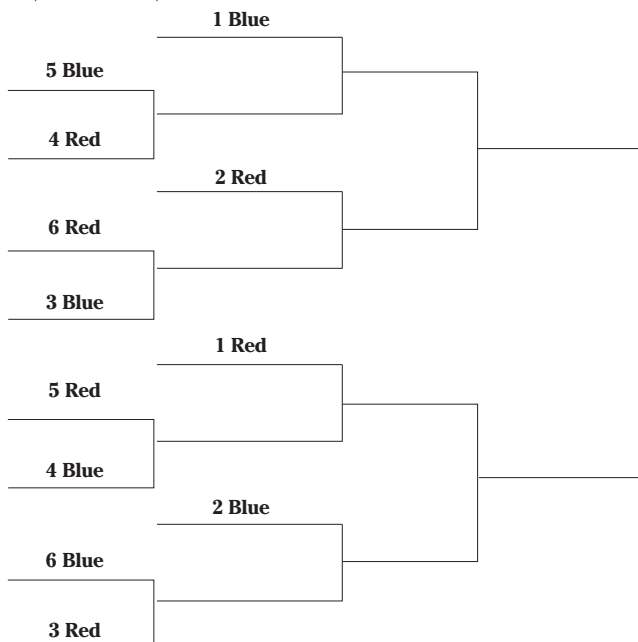 1 Blue
5 Blue
4 Red
2 Red
6 Red
3 Blue
1 Red
5 Red
4 Blue
2 Blue
6 Blue
3 Red